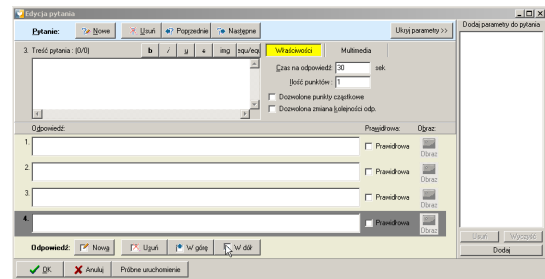 Edycja pytania
Pytanie: Nowe Usuń Poprzednie Następne Ukryj parametry >>
Dodaj parametry do pytania
3. Treść pytania : (0/0) b i u s img equ/eq
Właściwości Multimedia
Czas na odpowiedź: 30 sek
Ilość punktów: 1
Dozwolone punkty cząstkowe
Dozwolona zmiana kolejności odp.
Odpowiedź: Prawidłowa: Obraz:
1. Prawidłowa Obraz
2. Prawidłowa Obraz
3. Prawidłowa Obraz
4. Prawidłowa Obraz
Usuń Wyczyść
Odpowiedź: Nowa Usuń W górę W dół
Dodaj
OK Anuluj Próbne uruchomienie